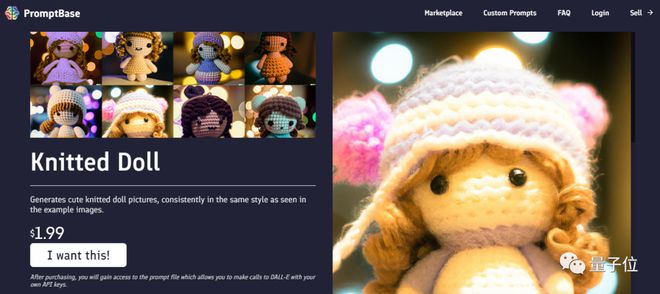 PromptBase
Marketplace
Custom Prompts
FAQ
Login
Sell →
Knitted Doll
Generates cute knitted doll pictures, consistently in the same style as seen in
the example images.
$1.99
I want this!
After purchasing, you will gain access to the prompt file which allows you to make calls to DALL-E with your
own API keys.
量子位